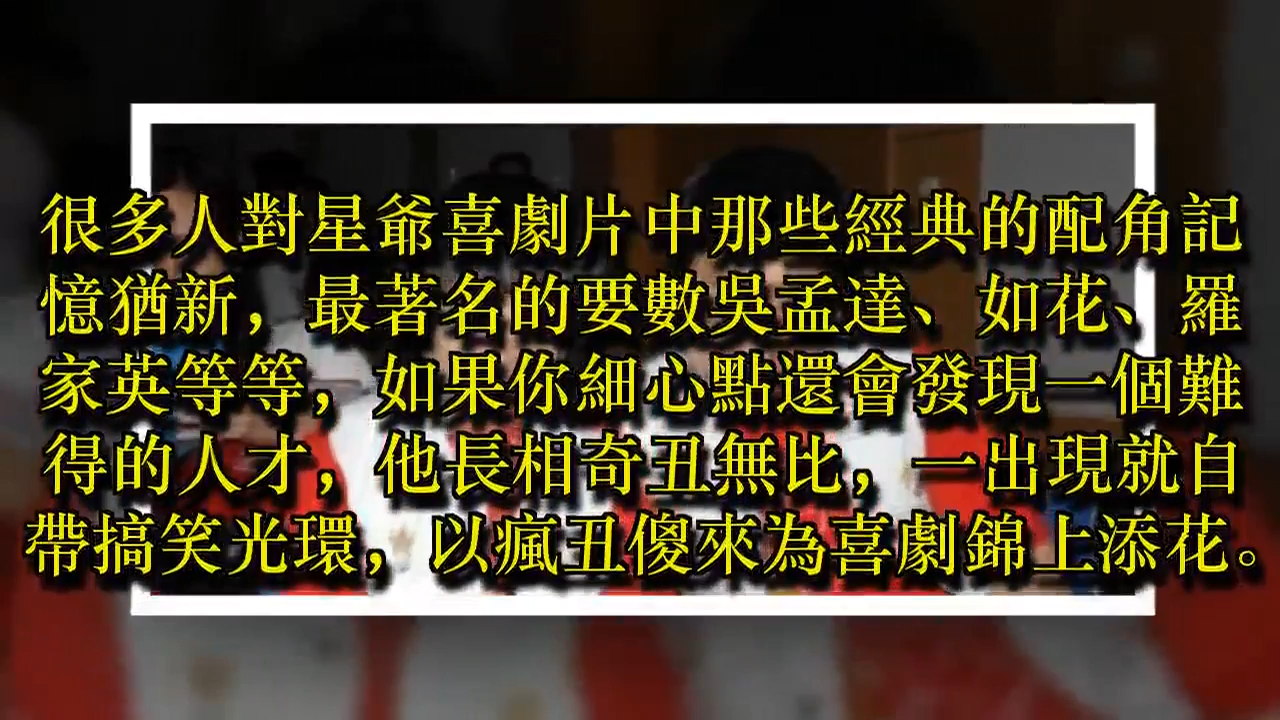 很多人對星爺喜劇片中那些經典的配角記
憶猶新，最著名的要數吳孟達、如花、羅
家英等等，如果你細心點還會發現一個難
得的人才，他長相奇丑無比，一出現就自
帶搞笑光環，以瘋丑傻來為喜劇錦上添花。